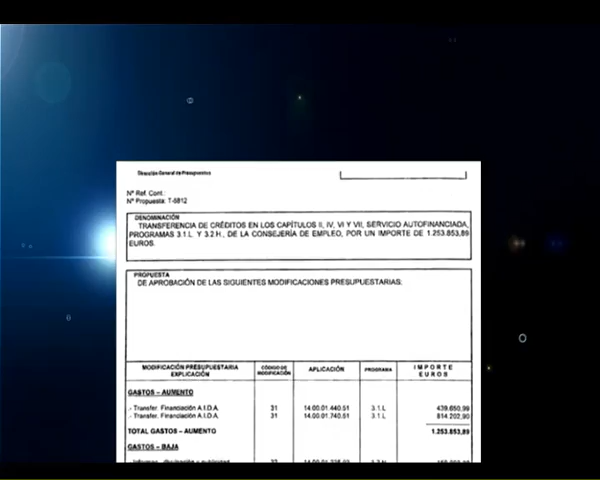 Dirección General de Presupuestos
Nº Ref. Cont.:
Nº Propuesta: T-5812
DENOMINACIÓN
TRANSFERENCIA DE CRÉDITOS EN LOS CAPÍTULOS II, IV, VI Y VII, SERVICIO AUTOFINANCIADA,
PROGRAMAS 3.1.L Y 3.2.H., DE LA CONSEJERÍA DE EMPLEO, POR UN IMPORTE DE 1.253.853,89
EUROS.
PROPUESTA
DE APROBACIÓN DE LAS SIGUIENTES MODIFICACIONES PRESUPUESTARIAS:
MODIFICACIÓN PRESUPUESTARIA EXPLICACIÓN CÓDIGO DE MODIFICACIÓN APLICACIÓN PROGRAMA IMPORTE EUROS
GASTOS – AUMENTO
.- Transfer. Financiación A.I.D.A. 31 14.00.01.440.51 3.1.L 439.650,99
.- Transfer. Financiación A.I.D.A. 31 14.00.01.740.51 3.1.L 814.202,90
TOTAL GASTOS – AUMENTO 1.253.853,89
GASTOS – BAJA